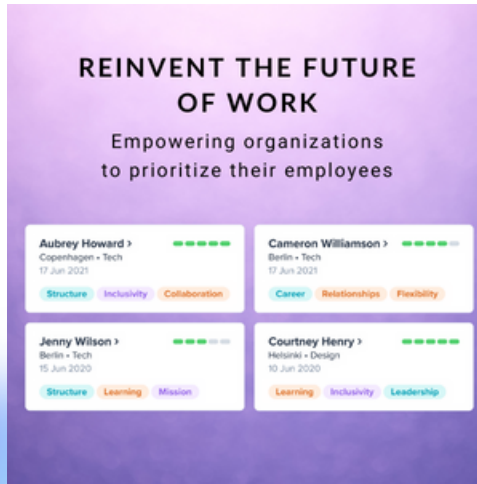 REINVENT THE FUTURE
OF WORK
Empowering organizations
to prioritize their employees
Aubrey Howard >
Copenhagen • Tech
17 Jun 2021
Structure Inclusivity Collaboration
Cameron Williamson >
Berlin • Tech
17 Jun 2021
Career Relationships Flexibility
Jenny Wilson >
Berlin • Tech
15 Jun 2020
Structure Learning Mission
Courtney Henry >
Helsinki • Design
10 Jun 2020
Learning Inclusivity Leadership